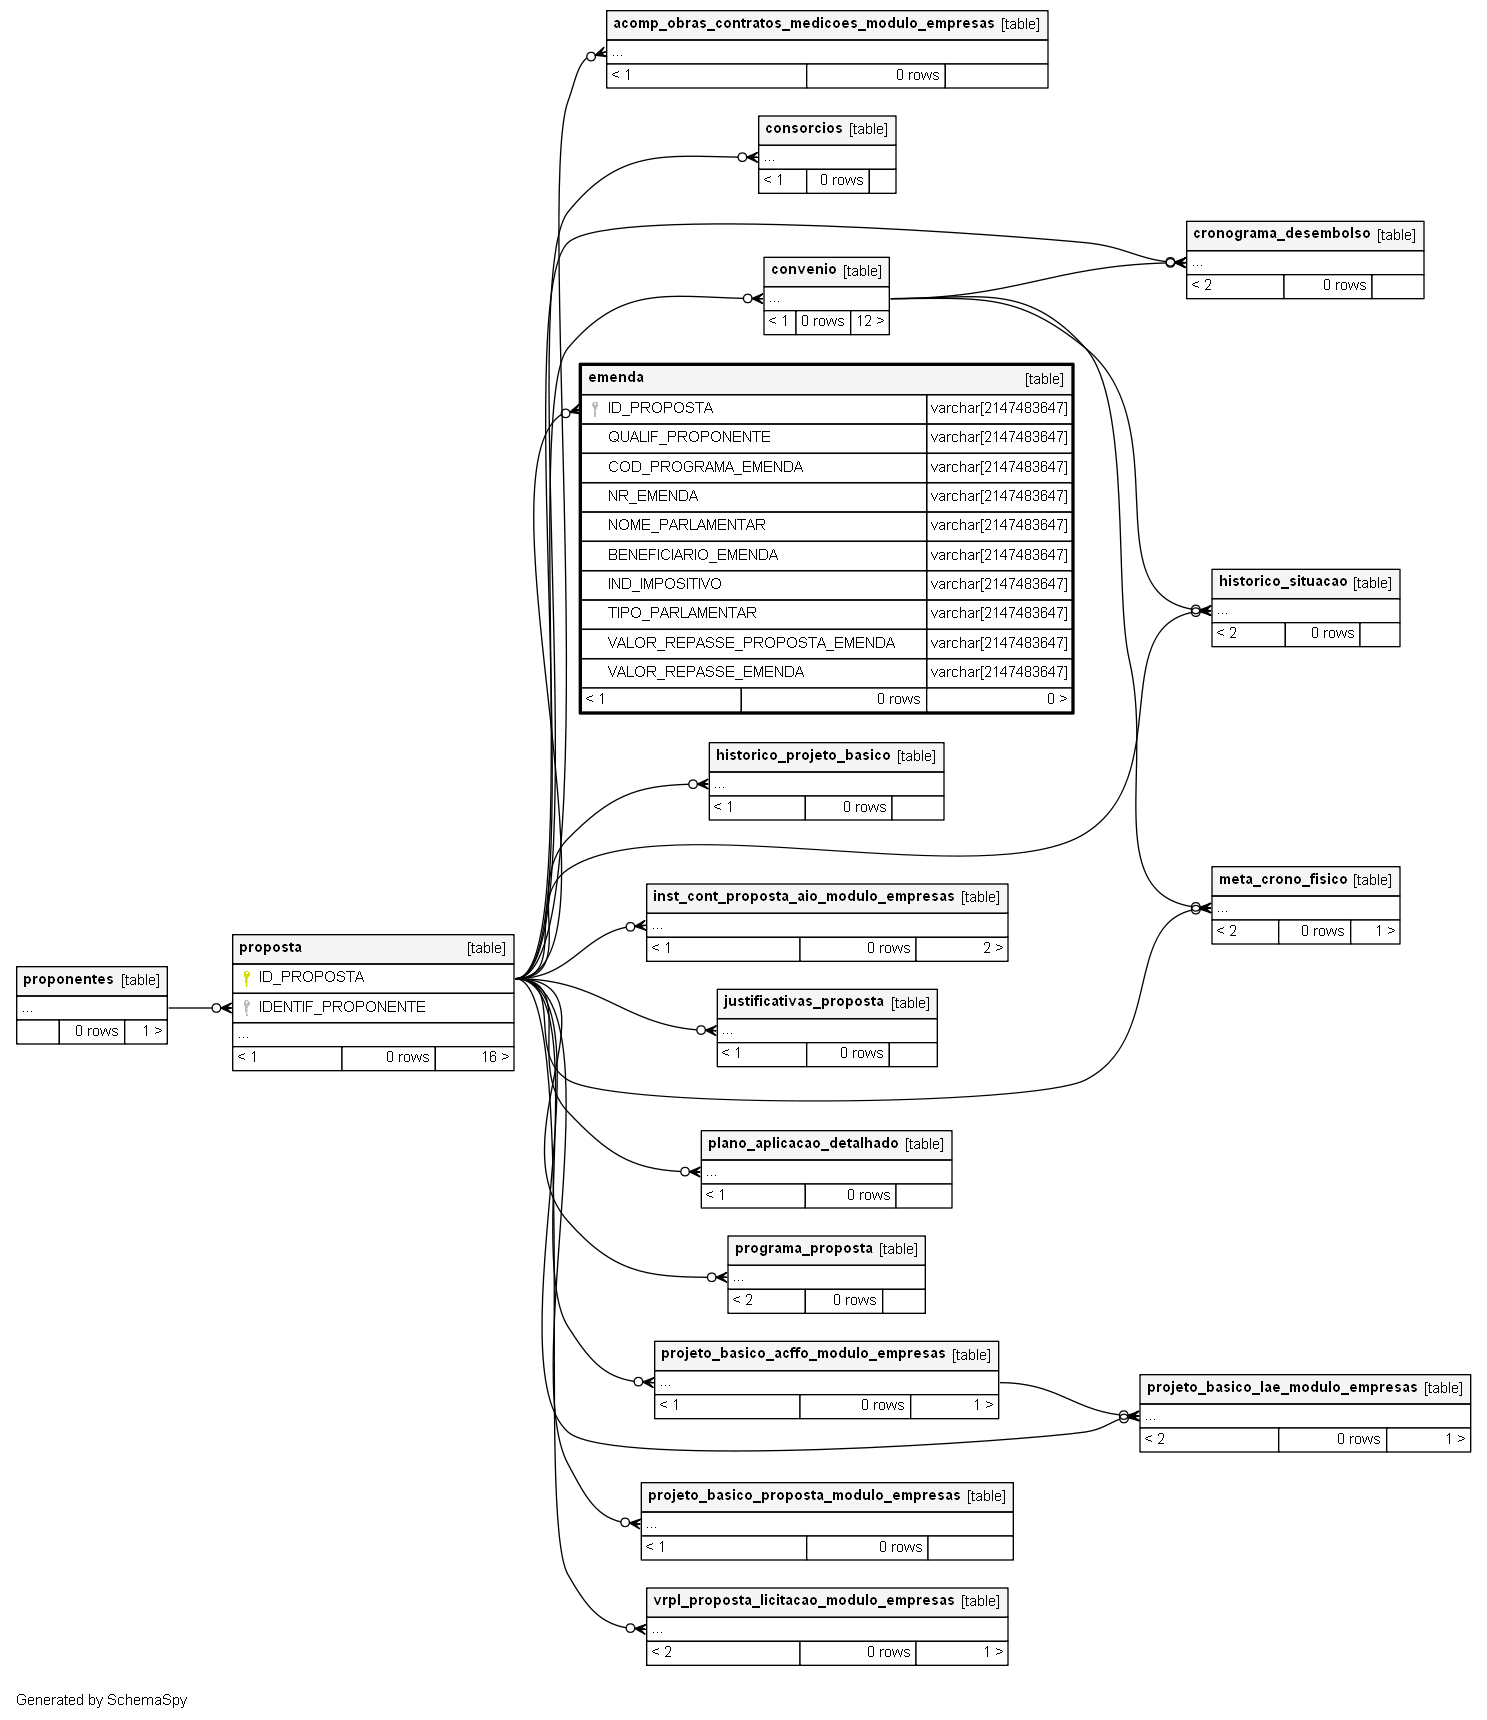 acomp_obras_contratos_medicoes_modulo_empresas [table]
...
< 1 0 rows
consorcios [table]
...
< 1 0 rows
cronograma_desembolso [table]
...
< 2 0 rows
convenio [table]
...
< 1 0 rows 12 >
emenda [table]
ID_PROPOSTA varchar[2147483647]
QUALIF_PROPONENTE varchar[2147483647]
COD_PROGRAMA_EMENDA varchar[2147483647]
NR_EMENDA varchar[2147483647]
NOME_PARLAMENTAR varchar[2147483647]
BENEFICIARIO_EMENDA varchar[2147483647]
IND_IMPOSITIVO varchar[2147483647]
TIPO_PARLAMENTAR varchar[2147483647]
VALOR_REPASSE_PROPOSTA_EMENDA varchar[2147483647]
VALOR_REPASSE_EMENDA varchar[2147483647]
< 1 0 rows 0 >
historico_situacao [table]
...
< 2 0 rows
historico_projeto_basico [table]
...
< 1 0 rows
meta_crono_fisico [table]
...
< 2 0 rows 1 >
inst_cont_proposta_aio_modulo_empresas [table]
...
< 1 0 rows 2 >
proposta [table]
ID_PROPOSTA
IDENTIF_PROPONENTE
...
< 1 0 rows 16 >
proponentes [table]
...
0 rows 1 >
justificativas_proposta [table]
...
< 1 0 rows
plano_aplicacao_detalhado [table]
...
< 1 0 rows
programa_proposta [table]
...
< 2 0 rows
projeto_basico_acffo_modulo_empresas [table]
...
< 1 0 rows 1 >
projeto_basico_lae_modulo_empresas [table]
...
< 2 0 rows 1 >
projeto_basico_proposta_modulo_empresas [table]
...
< 1 0 rows
vrpl_proposta_licitacao_modulo_empresas [table]
...
< 2 0 rows 1 >
Generated by SchemaSpy